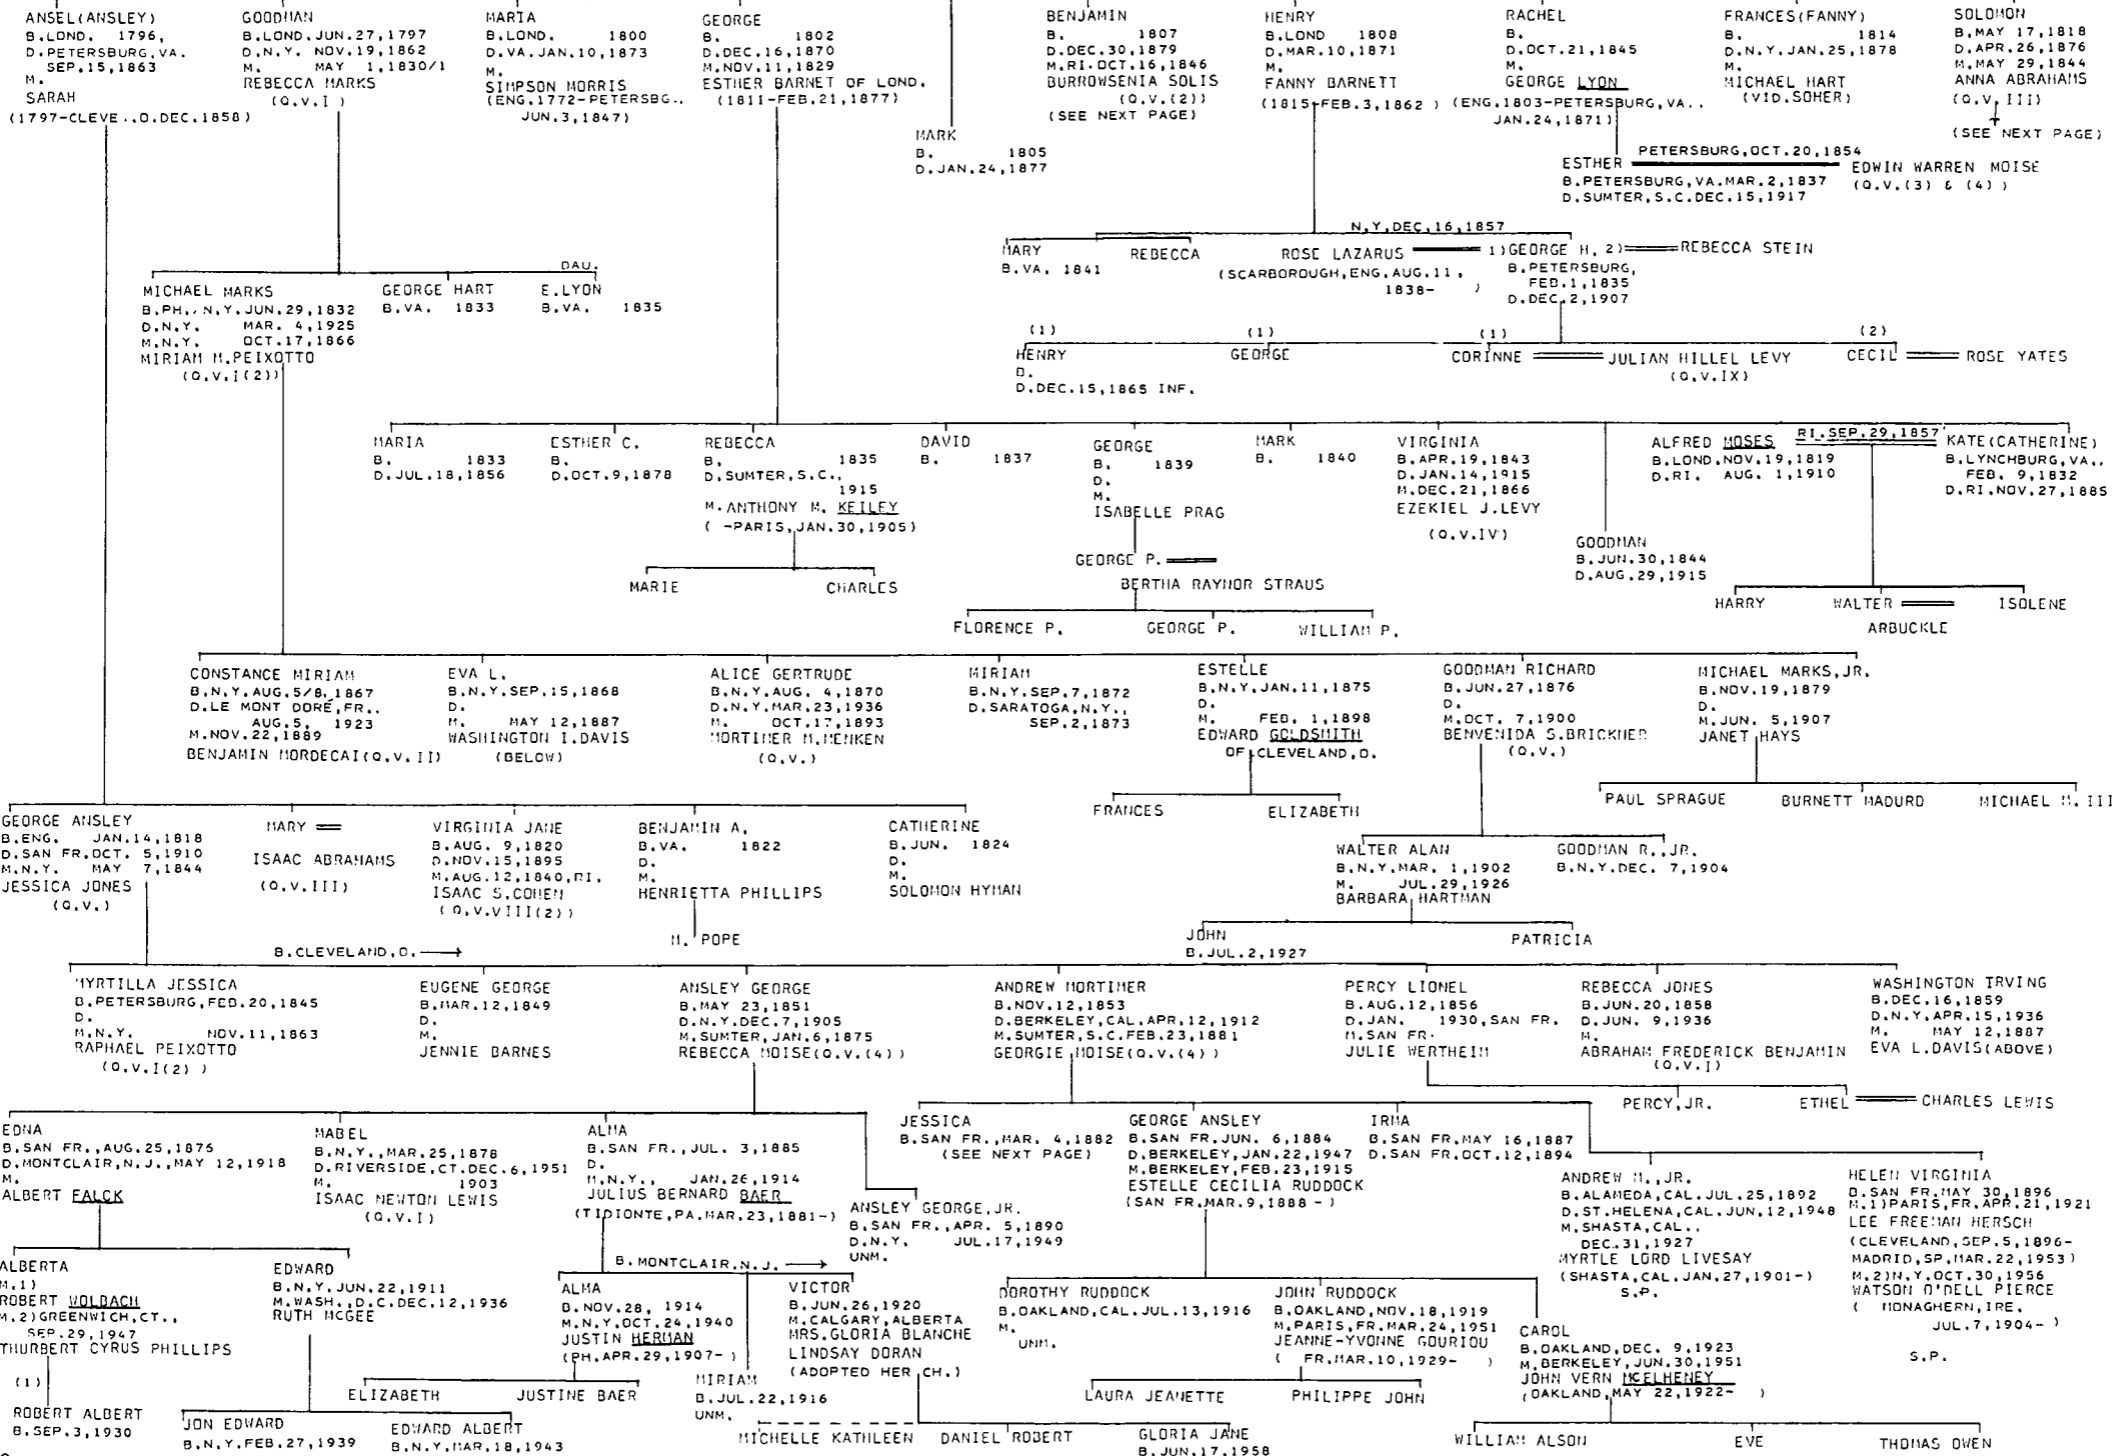 ANSEL(ANSLEY)
B.LOND. 1796,
D.PETERSBURG,VA.
SEP.15,1863
M.
SARAH
(1797-CLEVE.,O.DEC.1858)
GOODMAN
B.LOND.JUN.27,1797
D.N.Y. NOV.19,1862
M. MAY 1,1830/1
REBECCA MARKS
(Q.V.I)
MARIA
B.LOND. 1800
D.VA.JAN.10,1873
M.
SIMPSON MORRIS
(ENG.1772-PETERSBG.,
JUN.3,1847)
GEORGE
B. 1802
D.DEC.16,1870
M.NOV.11,1829
ESTHER BARNET OF LOND.
(1811-FEB.21,1877)
MARK
B. 1805
D.JAN.24,1877
BENJAMIN
B. 1807
D.DEC.30,1879
M.RI.OCT.16,1846
BURROWSENIA SOLIS
(Q.V.(2))
(SEE NEXT PAGE)
HENRY
B.LOND 1808
D.MAR.10,1871
M.
FANNY BARNETT
(1815-FEB.3,1862)
RACHEL
B.
D.OCT.21,1845
M.
GEORGE LYON
(ENG.1803-PETERSBURG,VA.,
JAN.24,1871)
FRANCES(FANNY)
B. 1814
D.N.Y.JAN.25,1878
M.
MICHAEL HART
(VID.SOHER)
SOLOMON
B.MAY 17,1818
D.APR.26,1876
M.MAY 29,1844
ANNA ABRAHAMS
(Q.V.III)
(SEE NEXT PAGE)
PETERSBURG,OCT.20,1854
ESTHER
B.PETERSBURG,VA.MAR.2,1837
D.SUMTER,S.C.DEC.15,1917
EDWIN WARREN MOISE
(Q.V.(3) & (4))
N.Y.DEC.16,1857
MARY
B.VA. 1841
REBECCA
ROSE LAZARUS
(SCARBOROUGH,ENG.AUG.11,
1838- )
1)GEORGE H. 2)
B.PETERSBURG,
FEB.1,1835
D.DEC.2,1907
REBECCA STEIN
DAU.
MICHAEL MARKS
B.PH., N.Y.JUN.29,1832
D.N.Y. MAR. 4,1925
M.N.Y. OCT.17,1866
MIRIAM M.PEIXOTTO
(Q.V.I(2))
GEORGE HART
B.VA. 1833
E.LYON
B.VA. 1835
(1) (1) (1) (2)
HENRY
B.
D.DEC.15,1865 INF.
GEORGE
CORINNE
JULIAN HILLEL LEVY
(Q.V.IX)
CECIL
ROSE YATES
MARIA
B. 1833
D.JUL.18,1856
ESTHER C.
B.
D.OCT.9,1878
REBECCA
B. 1835
D.SUMTER,S.C.,
1915
M.ANTHONY M. KEILEY
( -PARIS,JAN.30,1905)
DAVID
B. 1837
GEORGE
B. 1839
D.
M.
ISABELLE PRAG
MARK
B. 1840
VIRGINIA
B.APR.19,1843
D.JAN.14,1915
M.DEC.21,1866
EZEKIEL J.LEVY
(Q.V.IV)
GOODMAN
B.JUN.30,1844
D.AUG.29,1915
ALFRED MOSES
B.LOND.NOV.19,1819
D.RI. AUG. 1,1910
RI.SEP.29,1857
KATE(CATHERINE)
B.LYNCHBURG,VA.,
FEB. 9,1832
D.RI.NOV.27,1885
MARIE
CHARLES
GEORGE P.
BERTHA RAYNOR STRAUS
HARRY
WALTER
ARBUCKLE
ISOLENE
FLORENCE P.
GEORGE P.
WILLIAM P.
CONSTANCE MIRIAM
B.N.Y.AUG.5/8,1867
D.LE MONT DORE,FR.,
AUG.5, 1923
M.NOV.22,1889
BENJAMIN MORDECAI(Q.V.II)
EVA L.
B.N.Y.SEP.15,1868
D.
M. MAY 12,1887
WASHINGTON I.DAVIS
(BELOW)
ALICE GERTRUDE
B.N.Y.AUG. 4,1870
D.N.Y.MAR.23,1936
M. OCT.17,1893
MORTIMER M.MENKEN
(Q.V.)
MIRIAM
B.N.Y.SEP.7,1872
D.SARATOGA,N.Y.,
SEP.2,1873
ESTELLE
B.N.Y.JAN.11,1875
D.
M. FEB. 1,1898
EDWARD GOLDSMITH
OF CLEVELAND,O.
GOODMAN RICHARD
B.JUN.27,1876
D.
M.OCT. 7,1900
BENVENIDA S.BRICKNER
(Q.V.)
MICHAEL MARKS,JR.
B.NOV.19,1879
D.
M.JUN. 5,1907
JANET HAYS
FRANCES
ELIZABETH
PAUL SPRAGUE
BURNETT MADURO
MICHAEL M.III
GEORGE ANSLEY
B.ENG. JAN.14,1818
D.SAN FR.OCT. 5,1910
M.N.Y. MAY 7,1844
JESSICA JONES
(Q.V.)
MARY
ISAAC ABRAHAMS
(Q.V.III)
VIRGINIA JANE
B.AUG. 9,1820
D.NOV.15,1895
M.AUG.12,1840,RI.
ISAAC S.COHEN
(Q.V.VIII(2))
BENJAMIN A.
B.VA. 1822
D.
M.
HENRIETTA PHILLIPS
CATHERINE
B.JUN. 1824
D.
M.
SOLOMON HYMAN
WALTER ALAN
B.N.Y.MAR. 1,1902
M. JUL.29,1926
BARBARA HARTMAN
GOODMAN R.,JR.
B.N.Y.DEC. 7,1904
M. POPE
JOHN
B.JUL.2,1927
PATRICIA
B.CLEVELAND,O.
MYRTILLA JESSICA
B.PETERSBURG,FEB.20,1845
D.
M.N.Y. NOV.11,1863
RAPHAEL PEIXOTTO
(Q.V.I(2) )
EUGENE GEORGE
B.MAR.12,1849
D.
M.
JENNIE BARNES
ANSLEY GEORGE
B.MAY 23,1851
D.N.Y.DEC.7,1905
M.SUMTER,JAN.6,1875
REBECCA MOISE(Q.V.(4))
ANDREW MORTIMER
B.NOV.12,1853
D.BERKELEY,CAL.APR.12,1912
M.SUMTER,S.C.FEB.23,1881
GEORGIE MOISE(Q.V.(4))
PERCY LIONEL
B.AUG.12,1856
D.JAN. 1930,SAN FR.
M.SAN FR.
JULIE WERTHEIM
REBECCA JONES
B.JUN.20,1858
D.JUN. 9,1936
M.
ABRAHAM FREDERICK BENJAMIN
(Q.V.I)
WASHINGTON IRVING
B.DEC.16,1859
D.N.Y.APR.15,1936
M. MAY 12,1887
EVA L.DAVIS(ABOVE)
PERCY,JR.
ETHEL
CHARLES LEWIS
EDNA
B.SAN FR.,AUG.25,1876
D.MONTCLAIR,N.J.,MAY 12,1918
M.
ALBERT FALCK
MABEL
B.N.Y.,MAR.25,1878
D.RIVERSIDE,CT.DEC.6,1951
M. 1903
ISAAC NEWTON LEWIS
(Q.V.I)
ALMA
B.SAN FR.,JUL. 3,1885
D.
M.N.Y., JAN.26,1914
JULIUS BERNARD BAER
(TIDIONTE,PA.MAR.23,1881-)
ANSLEY GEORGE,JR.
B.SAN FR.,APR. 5,1890
D.N.Y. JUL.17,1949
UNM.
JESSICA
B.SAN FR.,MAR. 4,1882
(SEE NEXT PAGE)
GEORGE ANSLEY
B.SAN FR.JUN. 6,1884
D.BERKELEY,JAN.22,1947
M.BERKELEY,FEB.23,1915
ESTELLE CECILIA RUDDOCK
(SAN FR.MAR.9,1888 - )
IRMA
B.SAN FR.MAY 16,1887
D.SAN FR.OCT.12,1894
ANDREW M.,JR.
B.ALAMEDA,CAL.JUL.25,1892
D.ST.HELENA,CAL.JUN.12,1948
M.SHASTA,CAL.,
DEC.31,1927
MYRTLE LORD LIVESAY
(SHASTA,CAL.JAN.27,1901-)
S.P.
HELEN VIRGINIA
B.SAN FR.MAY 30,1896
M.1)PARIS,FR.APR.21,1921
LEE FREEMAN HERSCH
(CLEVELAND,SEP.5,1896-
MADRID,SP.MAR.22,1953)
M.2)N.Y.OCT.30,1956
WATSON O'DELL PIERCE
( MONAGHERN,IRE.
JUL.7,1904- )
S.P.
ALBERTA
M.1)
ROBERT WOLBACH
M.2)GREENWICH,CT.,
SEP.29,1947
THURBERT CYRUS PHILLIPS
EDWARD
B.N.Y.JUN.22,1911
M.WASH.,D.C.DEC.12,1936
RUTH MCGEE
B.MONTCLAIR,N.J.
ALMA
B.NOV.28, 1914
M.N.Y.OCT.24,1940
JUSTIN HERMAN
(PH.APR.29,1907- )
VICTOR
B.JUN.26,1920
M.CALGARY,ALBERTA
MRS.GLORIA BLANCHE
LINDSAY DORAN
(ADOPTED HER CH.)
MIRIAM
B.JUL.22,1916
UNM.
DOROTHY RUDDOCK
B.OAKLAND,CAL.JUL.13,1916
M.
UNM.
JOHN RUDDOCK
B.OAKLAND,NOV.18,1919
M.PARIS,FR.MAR.24,1951
JEANNE-YVONNE GOURIOU
( FR.MAR.10,1929- )
CAROL
B.OAKLAND,DEC. 9,1923
M.BERKELEY,JUN.30,1951
JOHN VERN MCELHENEY
(OAKLAND,MAY 22,1922- )
(1)
ROBERT ALBERT
B.SEP.3,1930
JON EDWARD
B.N.Y.FEB.27,1939
EDWARD ALBERT
B.N.Y.MAR.18,1943
ELIZABETH
JUSTINE BAER
LAURA JEANETTE
PHILIPPE JOHN
MICHELLE KATHLEEN
DANIEL ROBERT
GLORIA JANE
B.JUN.17,1958
WILLIAM ALSON
EVE
THOMAS OWEN